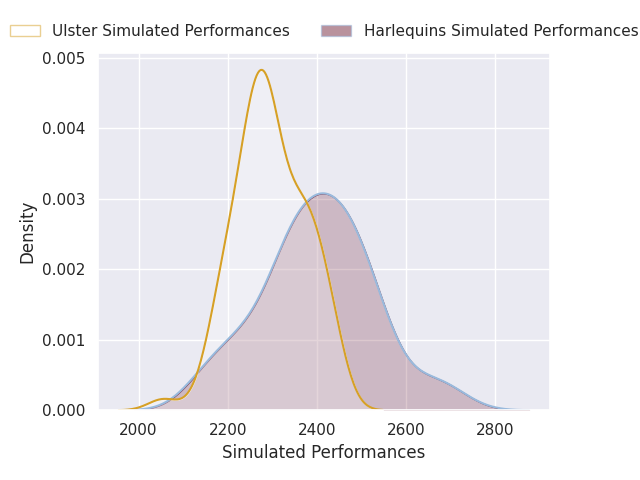 Ulster Simulated Performances
Harlequins Simulated Performances
0.005
0.004
0.003
0.002
0.001
0.000
Density
2000
2200
2400
2600
2800
Simulated Performances